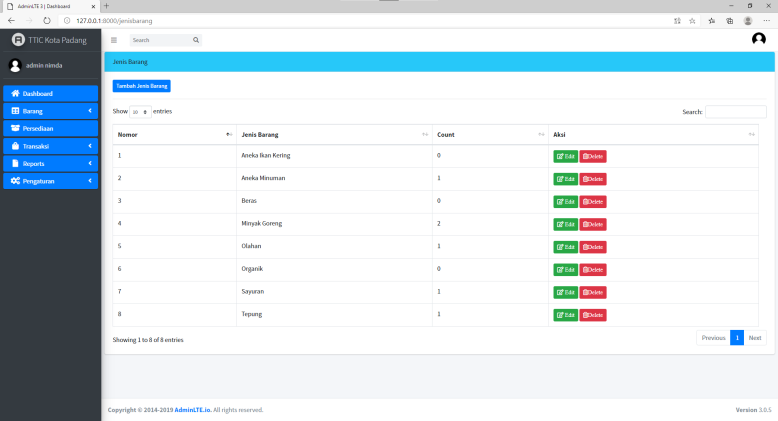 AdminLTE 3 | Dashboard
127.0.0.1:8000/jenisbarang
TTIC Kota Padang
Search
admin nimda
Jenis Barang
Tambah Jenis Barang
Dashboard
Barang
Persediaan
Transaksi
Reports
Pengaturan
Show 10 entries
Search:
Nomor Jenis Barang Count Aksi
1 Aneka Ikan Kering 0 Edit Delete
2 Aneka Minuman 1 Edit Delete
3 Beras 0 Edit Delete
4 Minyak Goreng 2 Edit Delete
5 Olahan 1 Edit Delete
6 Organik 0 Edit Delete
7 Sayuran 1 Edit Delete
8 Tepung 1 Edit Delete
Showing 1 to 8 of 8 entries
Previous 1 Next
Copyright © 2014-2019 AdminLTE.io. All rights reserved.
Version 3.0.5